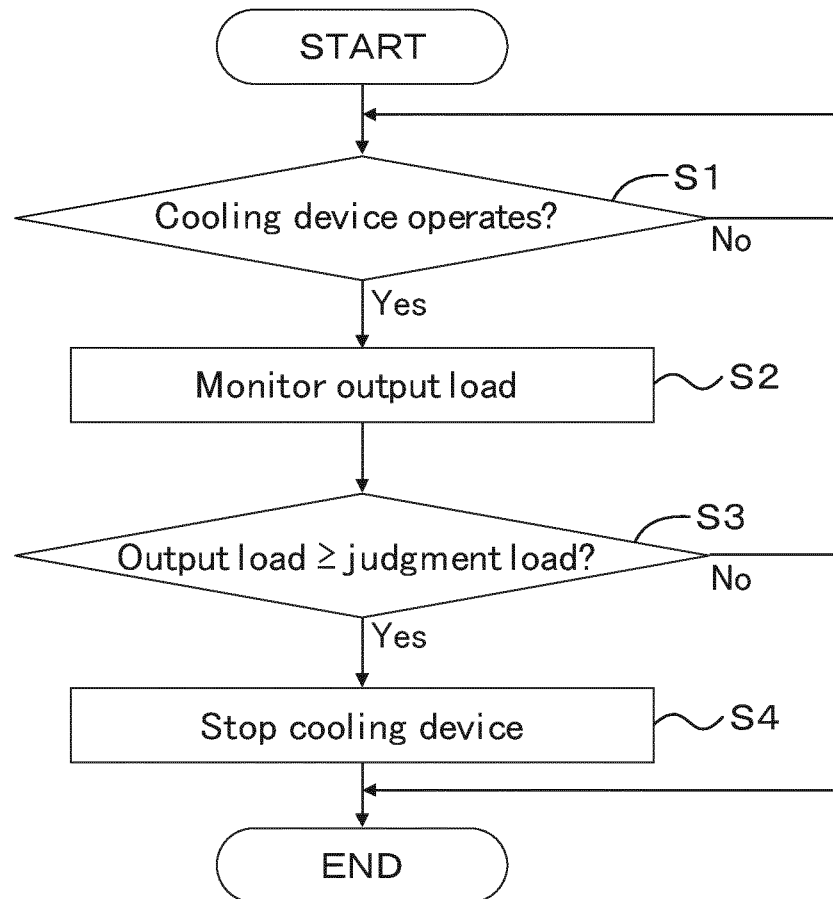 START
Cooling device operates?
S1
No
Yes
Monitor output load
S2
Output load ≥ judgment load?
S3
No
Yes
Stop cooling device
S4
END